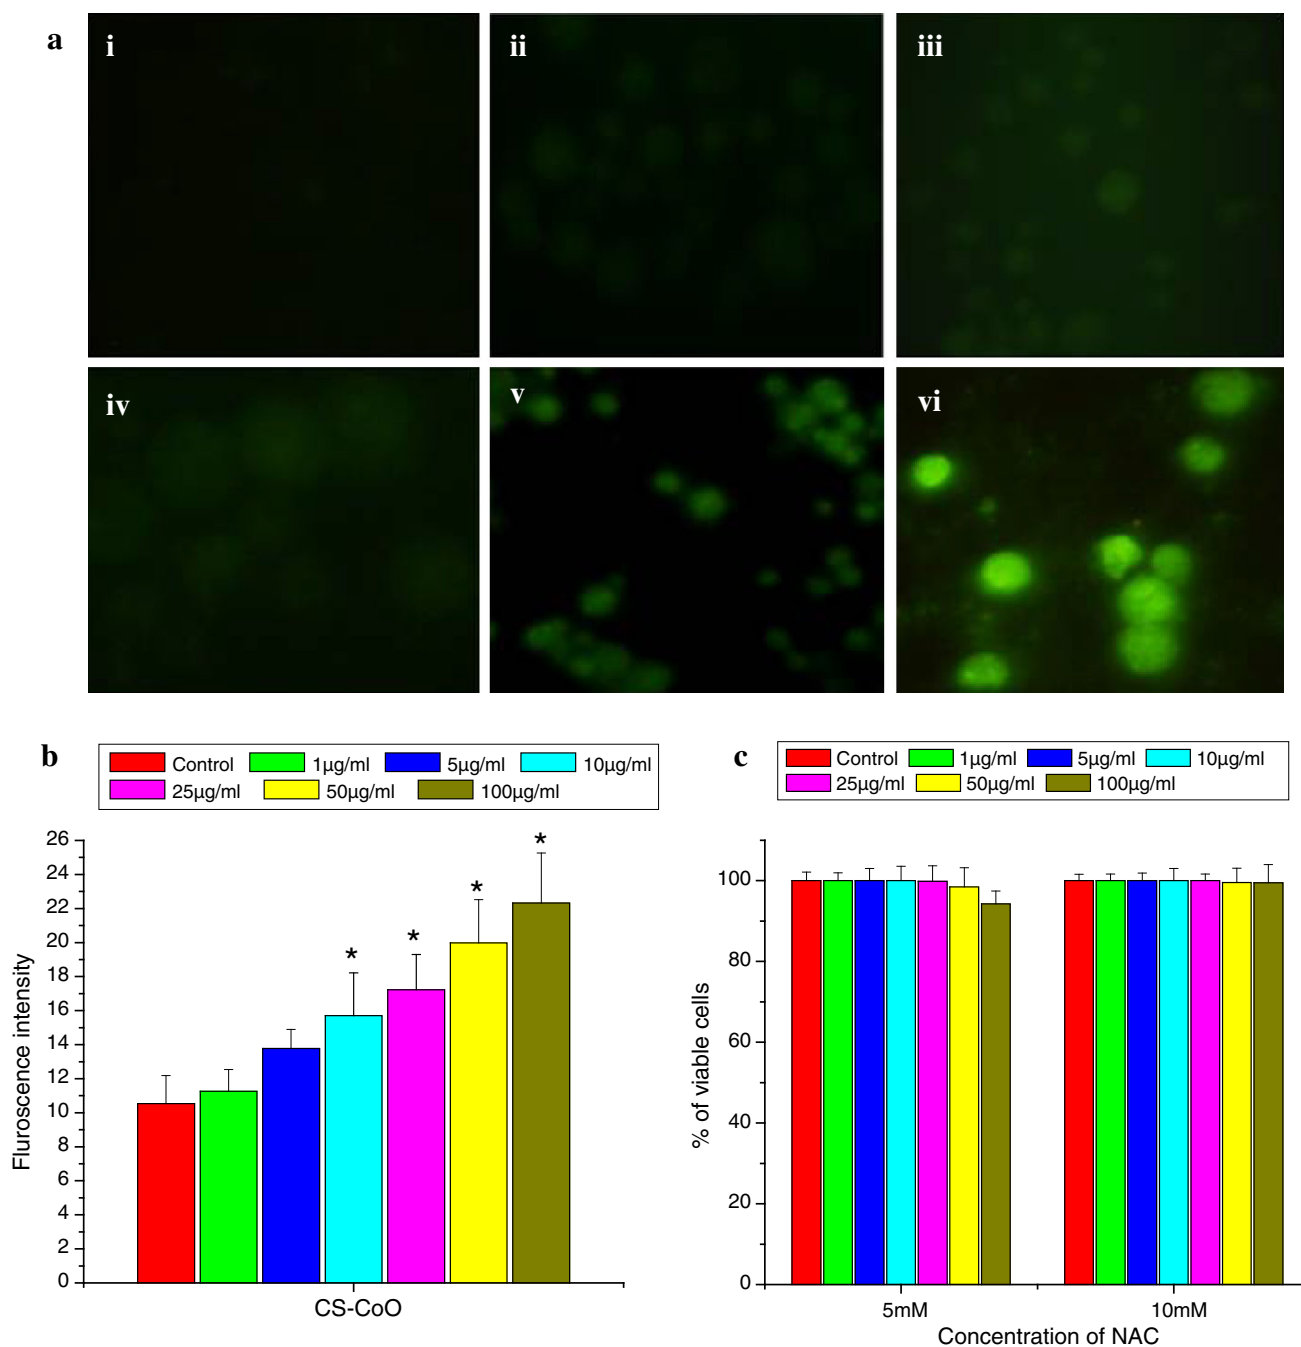 a
i
ii
iii
iv
v
vi
b
Control 1µg/ml 5µg/ml 10µg/ml
25µg/ml 50µg/ml 100µg/ml
26
24
22
20
18
16
14
12
10
8
6
4
2
0
Fluroscence intensity
* * * *
CS-CoO
c
Control 1µg/ml 5µg/ml 10µg/ml
25µg/ml 50µg/ml 100µg/ml
100
80
60
40
20
0
% of viable cells
5mM 10mM
Concentration of NAC